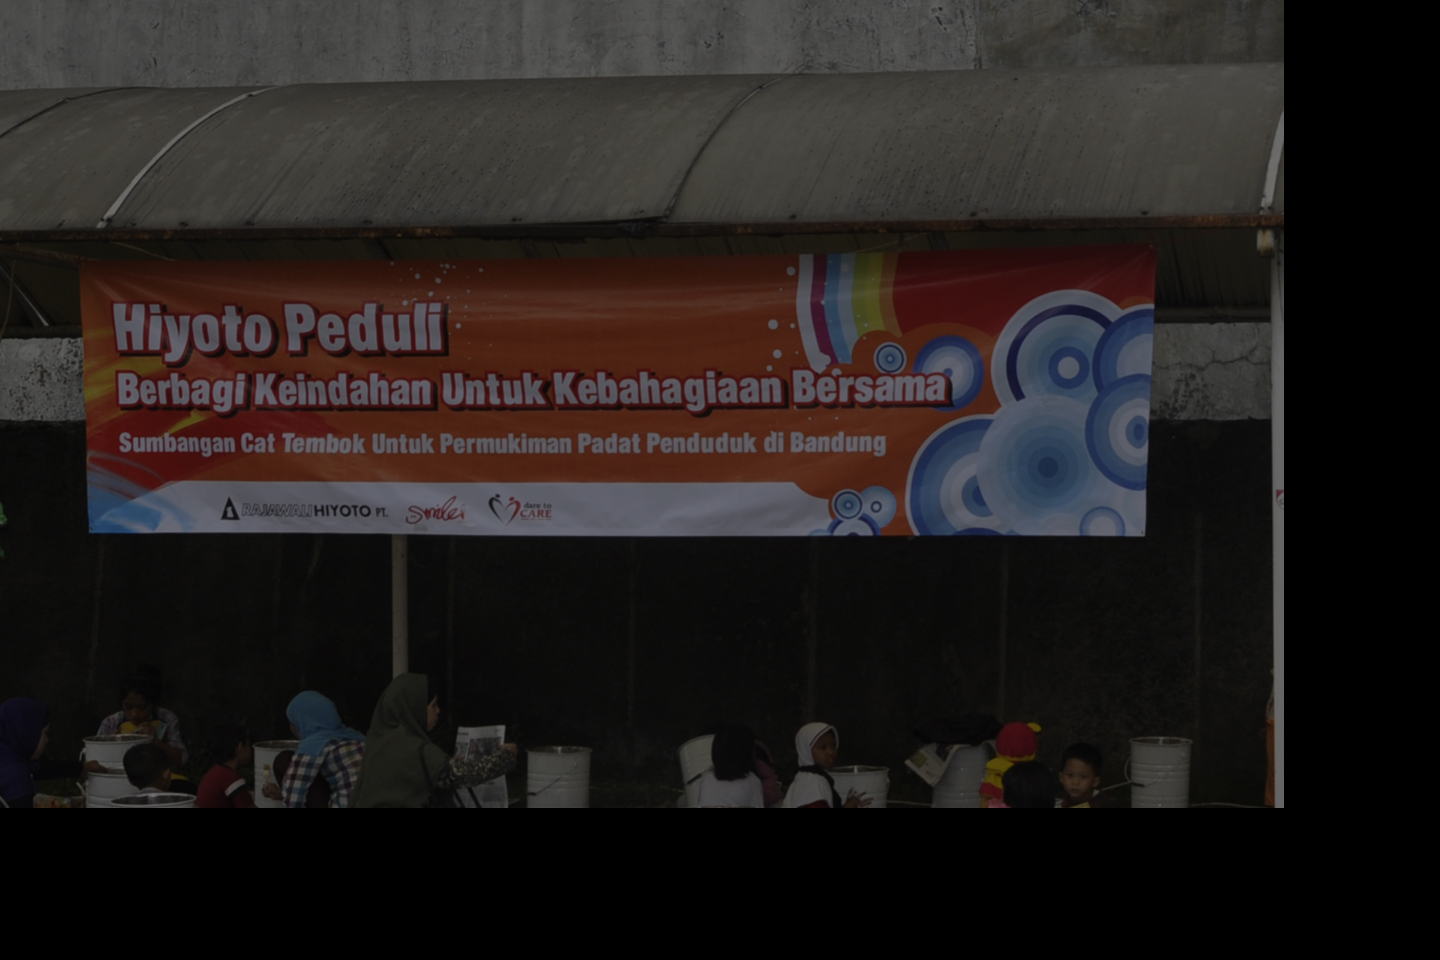 Hiyoto Peduli
Berbagi Keindahan Untuk Kebahagiaan Bersama
Sumbangan Cat Tembok Untuk Permukiman Padat Penduduk di Bandung
RAJAWALI HIYOTO PT.
dare to
CARE